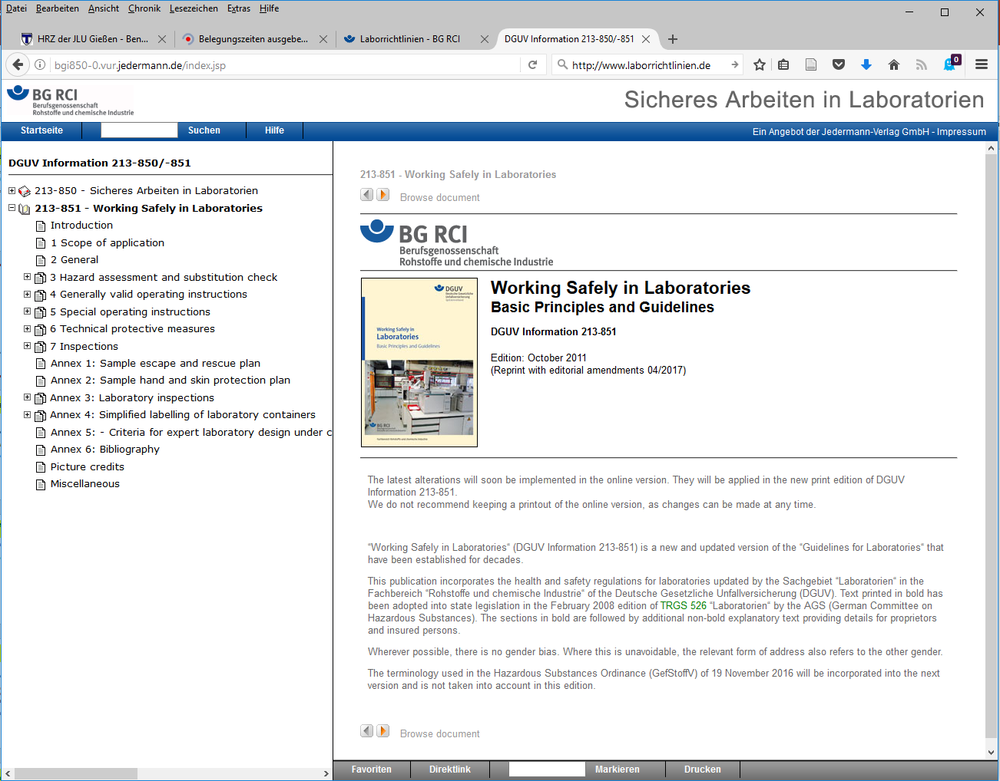 Datei Bearbeiten Ansicht Chronik Lesezeichen Extras Hilfe
HRZ der JLU Gießen - Ben... Belegungszeiten ausgebe... Laborrichtlinien - BG RCI DGUV Information 213-850/-851
bgi850-0.vur.jedermann.de/index.jsp http://www.laborrichtlinien.de 0
BG RCI
Berufsgenossenschaft
Rohstoffe und chemische Industrie
Sicheres Arbeiten in Laboratorien
Startseite Suchen Hilfe Ein Angebot der Jedermann-Verlag GmbH - Impressum
DGUV Information 213-850/-851
213-850 - Sicheres Arbeiten in Laboratorien
213-851 - Working Safely in Laboratories
Introduction
1 Scope of application
2 General
3 Hazard assessment and substitution check
4 Generally valid operating instructions
5 Special operating instructions
6 Technical protective measures
7 Inspections
Annex 1: Sample escape and rescue plan
Annex 2: Sample hand and skin protection plan
Annex 3: Laboratory inspections
Annex 4: Simplified labelling of laboratory containers
Annex 5: - Criteria for expert laboratory design under c
Annex 6: Bibliography
Picture credits
Miscellaneous
213-851 - Working Safely in Laboratories
Browse document
BG RCI
Berufsgenossenschaft
Rohstoffe und chemische Industrie
DGUV
Deutsche Gesetzliche
Unfallversicherung
Working Safely in
Laboratories
Basic Principles and Guidelines
BG RCI
Working Safely in Laboratories
Basic Principles and Guidelines
DGUV Information 213-851
Edition: October 2011
(Reprint with editorial amendments 04/2017)
The latest alterations will soon be implemented in the online version. They will be applied in the new print edition of DGUV
Information 213-851.
We do not recommend keeping a printout of the online version, as changes can be made at any time.
“Working Safely in Laboratories“ (DGUV Information 213-851) is a new and updated version of the “Guidelines for Laboratories“ that
have been established for decades.
This publication incorporates the health and safety regulations for laboratories updated by the Sachgebiet “Laboratorien“ in the
Fachbereich “Rohstoffe und chemische Industrie“ of the Deutsche Gesetzliche Unfallversicherung (DGUV). Text printed in bold has
been adopted into state legislation in the February 2008 edition of TRGS 526 “Laboratorien“ by the AGS (German Committee on
Hazardous Substances). The sections in bold are followed by additional non-bold explanatory text providing details for proprietors
and insured persons.
Wherever possible, there is no gender bias. Where this is unavoidable, the relevant form of address also refers to the other gender.
The terminology used in the Hazardous Substances Ordinance (GefStoffV) of 19 November 2016 will be incorporated into the next
version and is not taken into account in this edition.
Browse document
Favoriten Direktlink Markieren Drucken